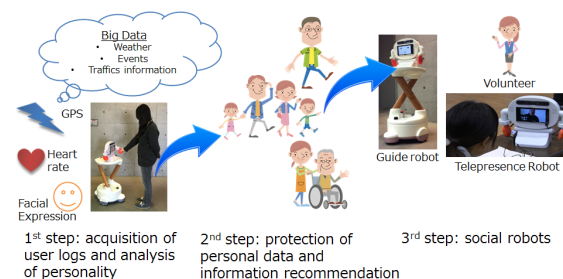 Big Data
• Weather
• Events
• Traffics information
GPS
Heart
rate
Facial
Expression
Volunteer
Guide robot
Telepresence Robot
1st step: acquisition of
user logs and analysis
of personality
2nd step: protection of
personal data and
information recommendation
3rd step: social robots